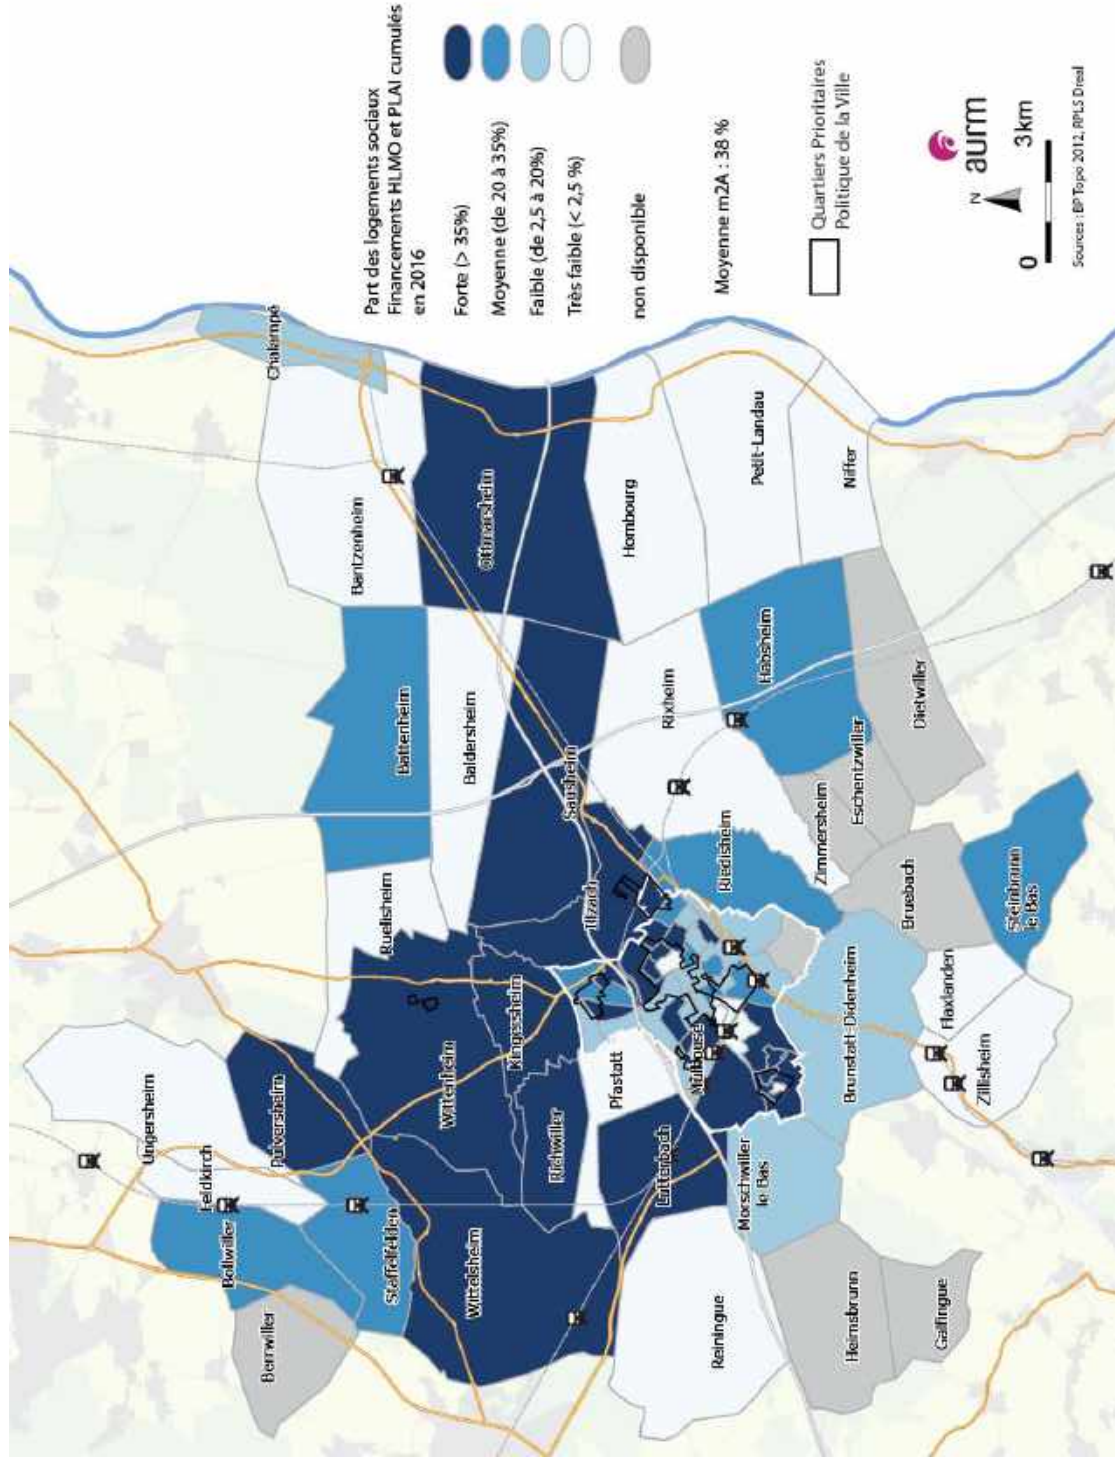 Part des logements sociaux
Financements HLMO et PLAI cumulés
en 2016
Forte (> 35%)
Moyenne (de 20 à 35%)
Faible (de 2,5 à 20%)
Très faible (< 2,5 %)
non disponible
Moyenne m2A : 38 %
Quartiers Prioritaires
Politique de la Ville
N
aurm
0
3km
Sources : BP Topo 2012, RPLS Dreal
Chalampé
Bantzenheim
Ottmarsheim
Hombourg
Petit-Landau
Niffer
Battenheim
Baldersheim
Sausheim
Rixheim
Habsheim
Dietwiller
Eschentzwiller
Zimmersheim
Riedisheim
Bruebach
Steinbrunn
le Bas
Ruelisheim
Illzach
Kingersheim
Wittenheim
Pulversheim
Ungersheim
Feldkirch
Bollwiller
Staffelfelden
Berrwiller
Wittelsheim
Richwiller
Pfastatt
Lutterbach
Mulhouse
Brunstatt-Didenheim
Flaxlanden
Zillisheim
Morschwiller
le Bas
Reiningue
Heimsbrunn
Galfingue